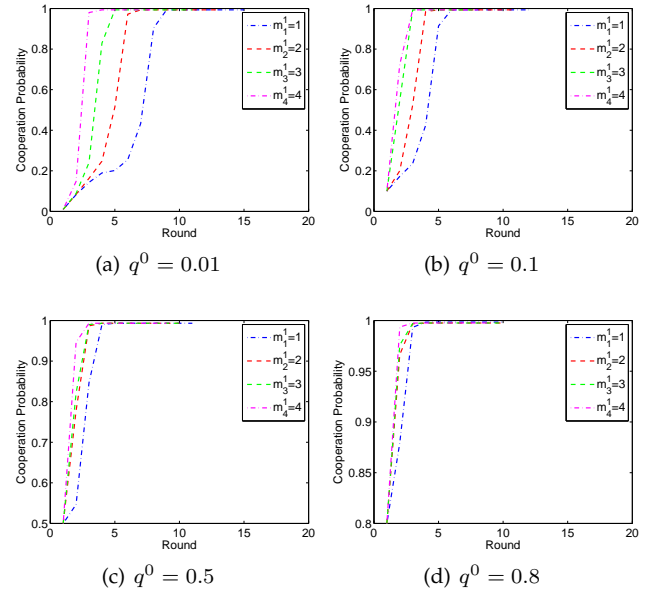 1
0.8
0.6
0.4
0.2
0
0 5 10 15 20
Cooperation Probability
Round
m₁¹=1
m₂¹=2
m₃¹=3
m₄¹=4
(a) q⁰ = 0.01
1
0.8
0.6
0.4
0.2
0
0 5 10 15 20
Cooperation Probability
Round
m₁¹=1
m₂¹=2
m₃¹=3
m₄¹=4
(b) q⁰ = 0.1
1
0.9
0.8
0.7
0.6
0.5
0 5 10 15 20
Cooperation Probability
Round
m₁¹=1
m₂¹=2
m₃¹=3
m₄¹=4
(c) q⁰ = 0.5
1
0.95
0.9
0.85
0.8
0 5 10 15 20
Cooperation Probability
Round
m₁¹=1
m₂¹=2
m₃¹=3
m₄¹=4
(d) q⁰ = 0.8